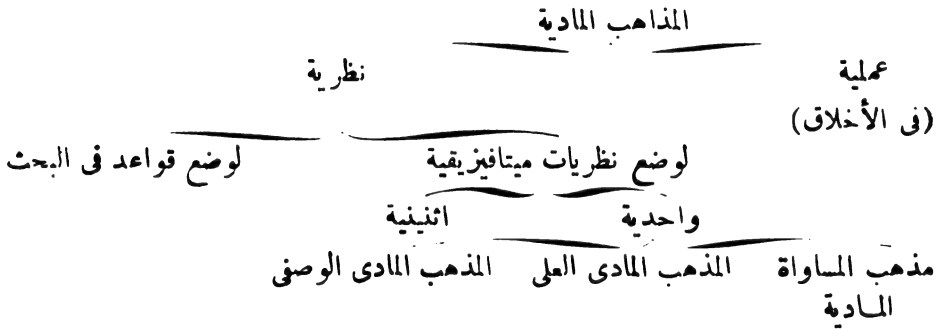 المذاهب المادية
عملية نظرية
(فى الأخلاق)
لوضع نظريات ميتافيزيقية لوضع قواعد فى البحث
واحدية اثنينية
مذهب المساواة المذهب المادى العلى المذهب المادى الوصفى
المادية